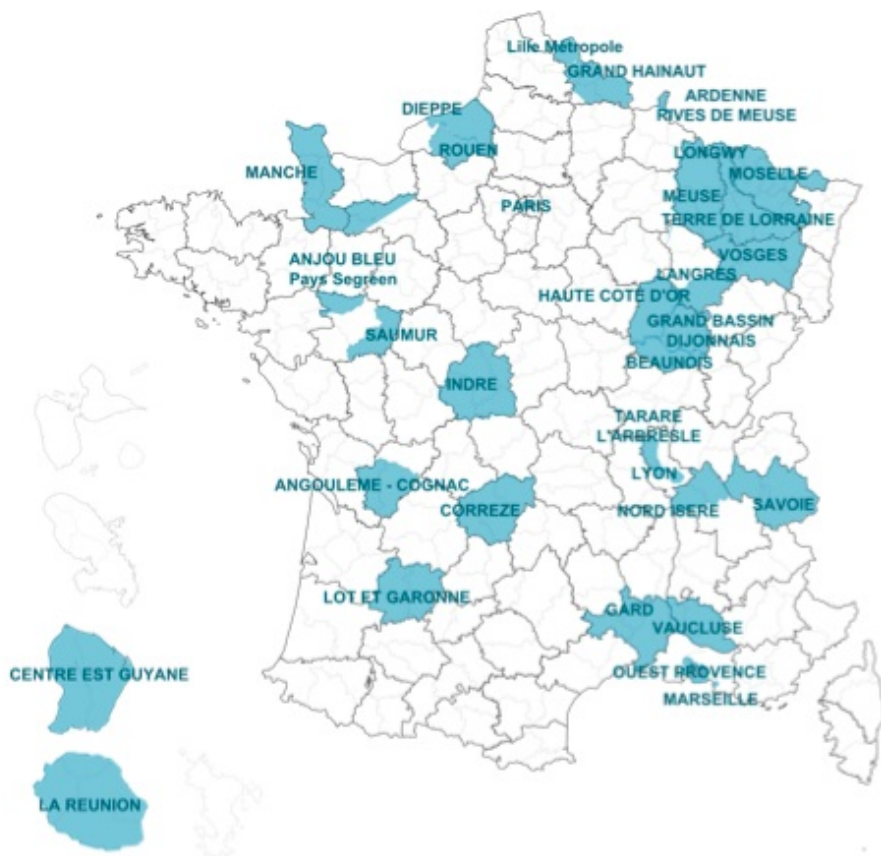 Lille Métropole
GRAND HAINAUT
ARDENNE
RIVES DE MEUSE
DIEPPE
ROUEN
LONGWY
MOSELLE
MANCHE
MEUSE
PARIS
TERRE DE LORRAINE
VOSGES
ANJOU BLEU
Pays Segreen
LANGRES
HAUTE COTE D'OR
GRAND BASSIN
DIJONNAIS
SAUMUR
BEAUNOIS
INDRE
TARARE
L'ARBRESLE
LYON
ANGOULEME - COGNAC
CORREZE
NORD ISERE
SAVOIE
LOT ET GARONNE
GARD
VAUCLUSE
CENTRE EST GUYANE
OUEST PROVENCE
MARSEILLE
LA REUNION